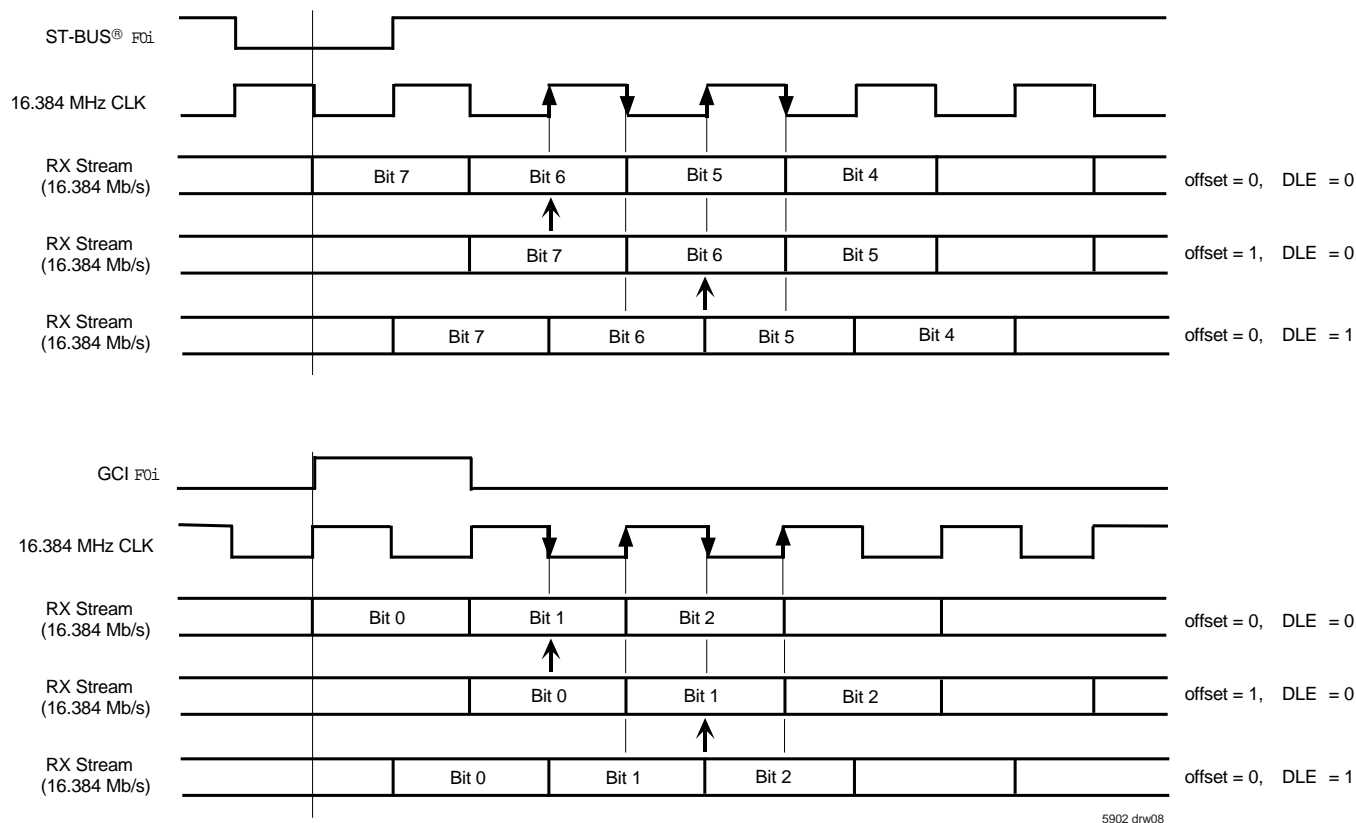 ST-BUS® F0i
16.384 MHz CLK
RX Stream
(16.384 Mb/s)
Bit 7 Bit 6 Bit 5 Bit 4
offset = 0, DLE = 0
RX Stream
(16.384 Mb/s)
Bit 7 Bit 6 Bit 5
offset = 1, DLE = 0
RX Stream
(16.384 Mb/s)
Bit 7 Bit 6 Bit 5 Bit 4
offset = 0, DLE = 1
GCI F0i
16.384 MHz CLK
RX Stream
(16.384 Mb/s)
Bit 0 Bit 1 Bit 2
offset = 0, DLE = 0
RX Stream
(16.384 Mb/s)
Bit 0 Bit 1 Bit 2
offset = 1, DLE = 0
RX Stream
(16.384 Mb/s)
Bit 0 Bit 1 Bit 2
offset = 0, DLE = 1
5902 drw08